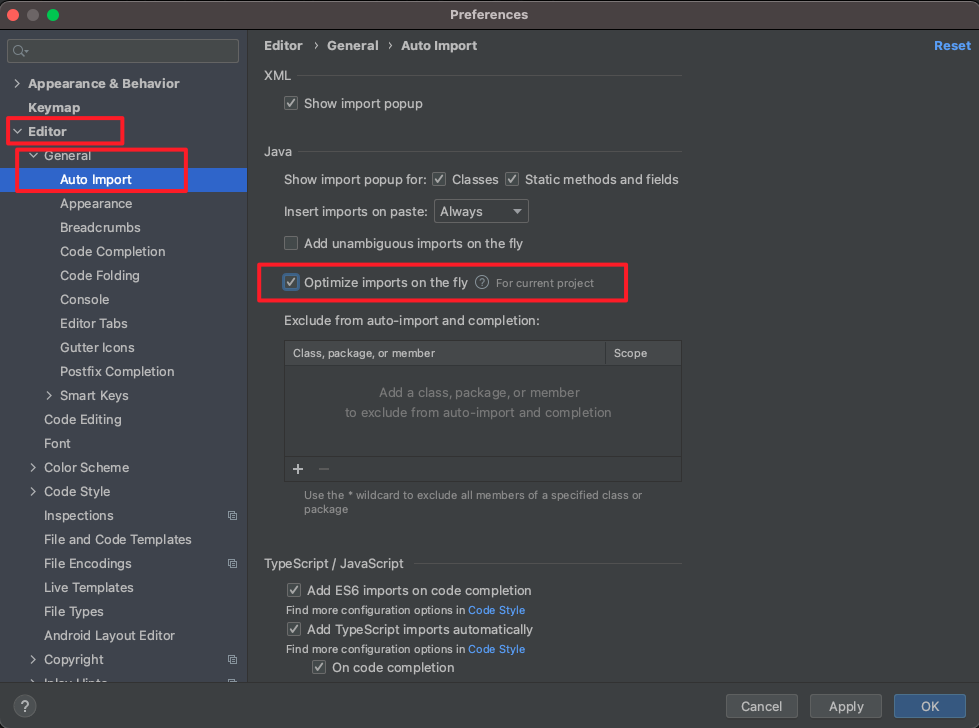 Preferences
Editor › General › Auto Import
Reset
Appearance & Behavior
Keymap
Editor
General
Auto Import
Appearance
Breadcrumbs
Code Completion
Code Folding
Console
Editor Tabs
Gutter Icons
Postfix Completion
Smart Keys
Code Editing
Font
Color Scheme
Code Style
Inspections
File and Code Templates
File Encodings
Live Templates
File Types
Android Layout Editor
Copyright
Inlay Hints
XML
Show import popup
Java
Show import popup for: Classes Static methods and fields
Insert imports on paste: Always
Add unambiguous imports on the fly
Optimize imports on the fly ? For current project
Exclude from auto-import and completion:
Class, package, or member Scope
Add a class, package, or member
to exclude from auto-import and completion
Use the * wildcard to exclude all members of a specified class or
package
TypeScript / JavaScript
Add ES6 imports on code completion
Find more configuration options in Code Style
Add TypeScript imports automatically
Find more configuration options in Code Style
On code completion
? Cancel Apply OK